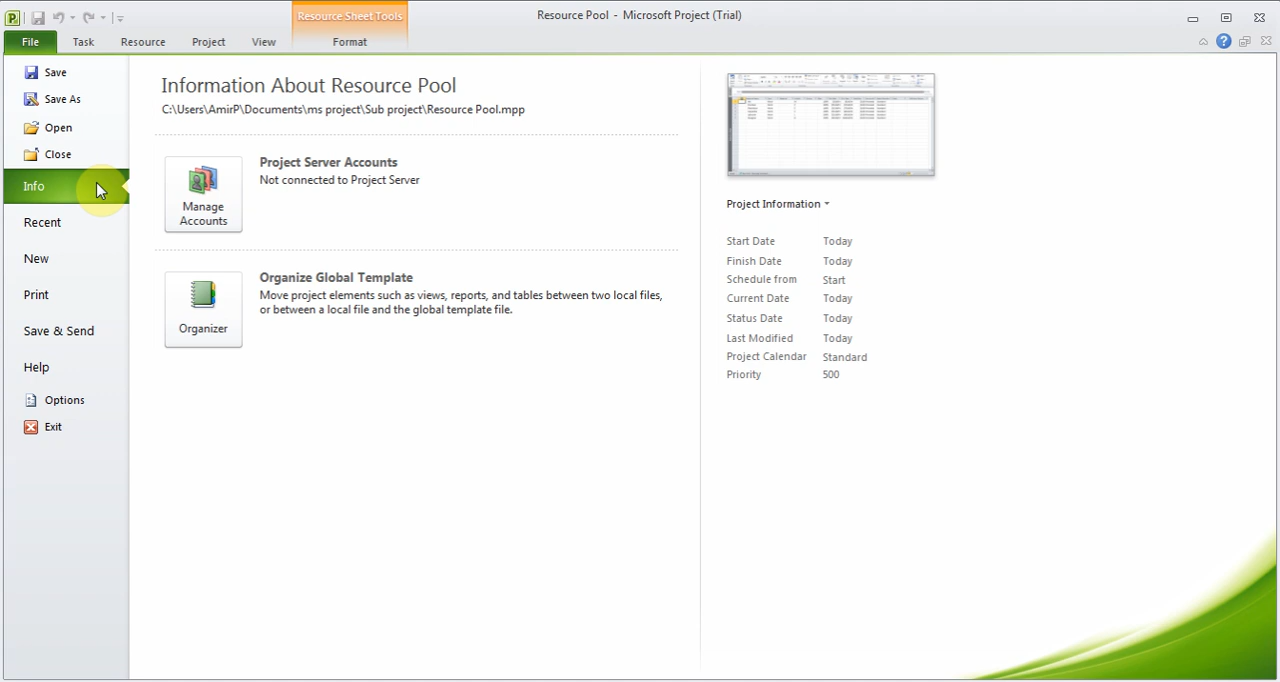 Resource Sheet Tools
Resource Pool - Microsoft Project (Trial)
File Task Resource Project View Format
Save
Save As
Open
Close
Info
Recent
New
Print
Save & Send
Help
Options
Exit
Information About Resource Pool
C:\Users\AmirP\Documents\ms project\Sub project\Resource Pool.mpp
Manage
Accounts
Project Server Accounts
Not connected to Project Server
Organizer
Organize Global Template
Move project elements such as views, reports, and tables between two local files,
or between a local file and the global template file.
Project Information
Start Date Today
Finish Date Today
Schedule from Start
Current Date Today
Status Date Today
Last Modified Today
Project Calendar Standard
Priority 500